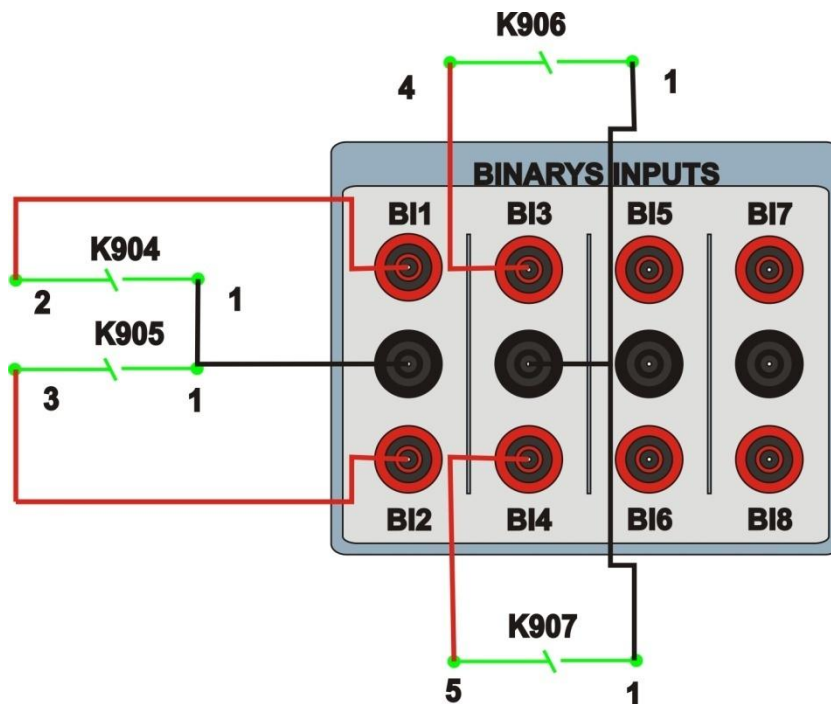 K906
4
1
BINARYS INPUTS
BI1 BI3 BI5 BI7
K904
2 1
K905
3 1
BI2 BI4 BI6 BI8
K907
5 1